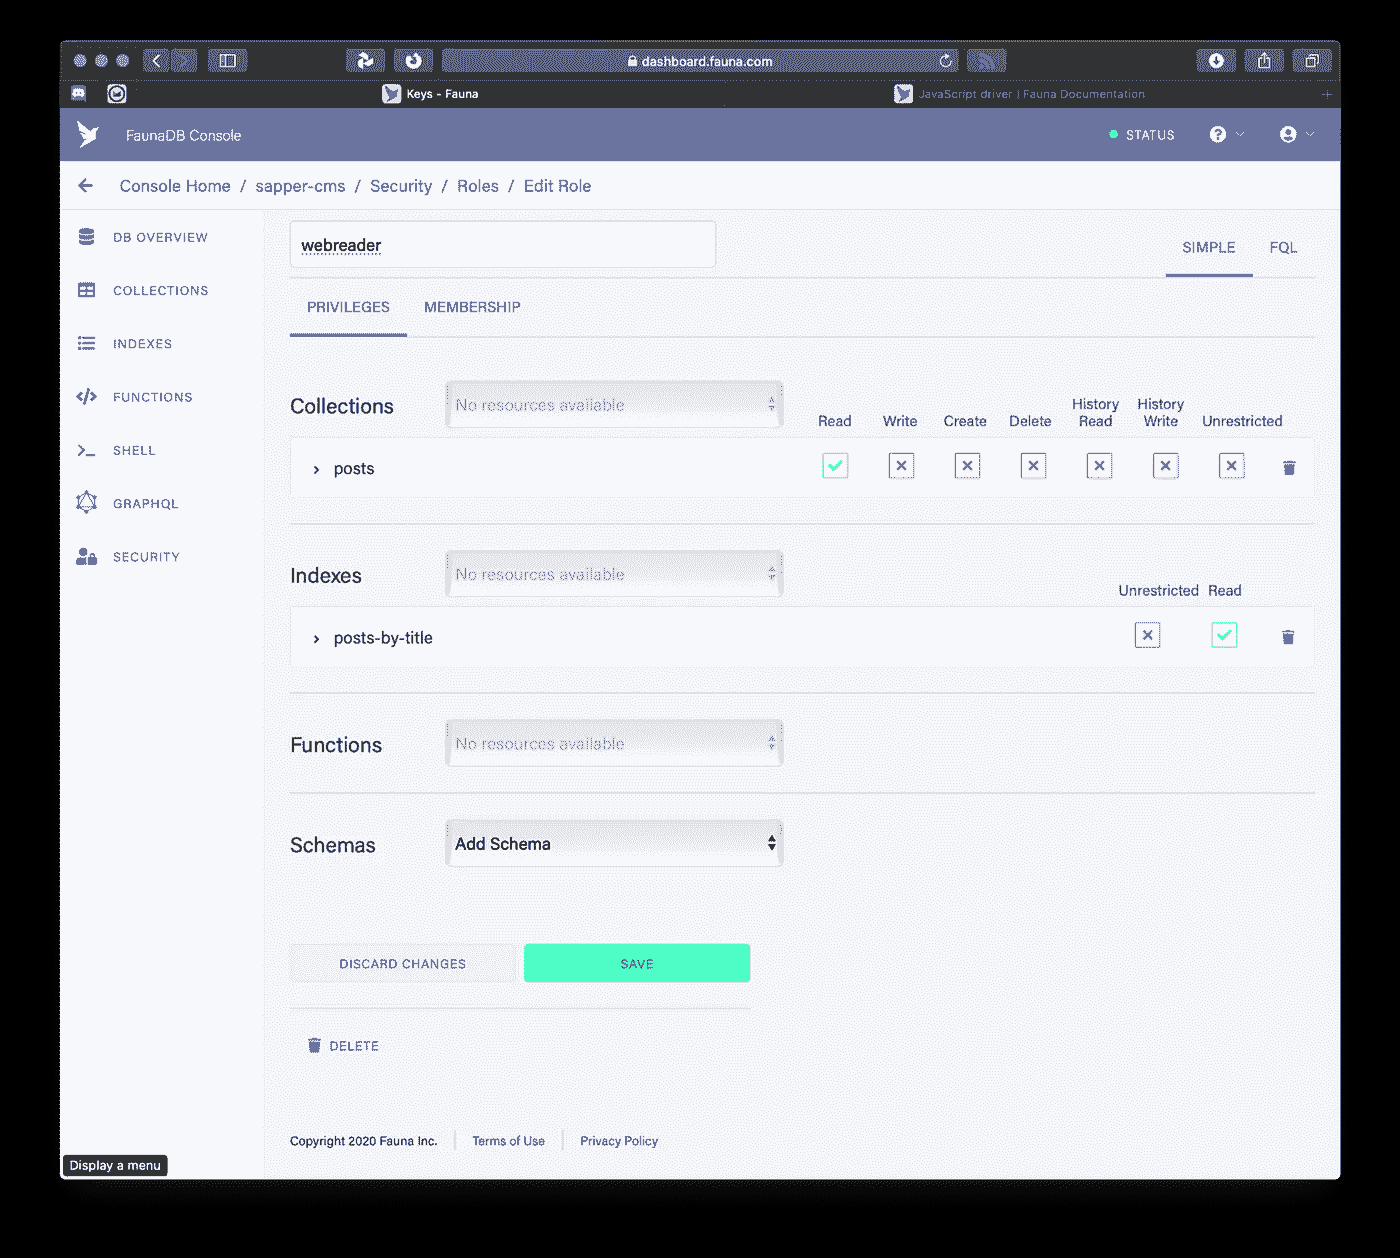 dashboard.fauna.com
Keys - Fauna
JavaScript driver | Fauna Documentation
FaunaDB Console
STATUS
Console Home / sapper-cms / Security / Roles / Edit Role
DB OVERVIEW
COLLECTIONS
INDEXES
FUNCTIONS
SHELL
GRAPHQL
SECURITY
webreader
SIMPLE FQL
PRIVILEGES MEMBERSHIP
Collections No resources available
Read Write Create Delete History Read History Write Unrestricted
posts
Indexes No resources available
Unrestricted Read
posts-by-title
Functions No resources available
Schemas Add Schema
DISCARD CHANGES SAVE
DELETE
Copyright 2020 Fauna Inc. Terms of Use Privacy Policy
Display a menu